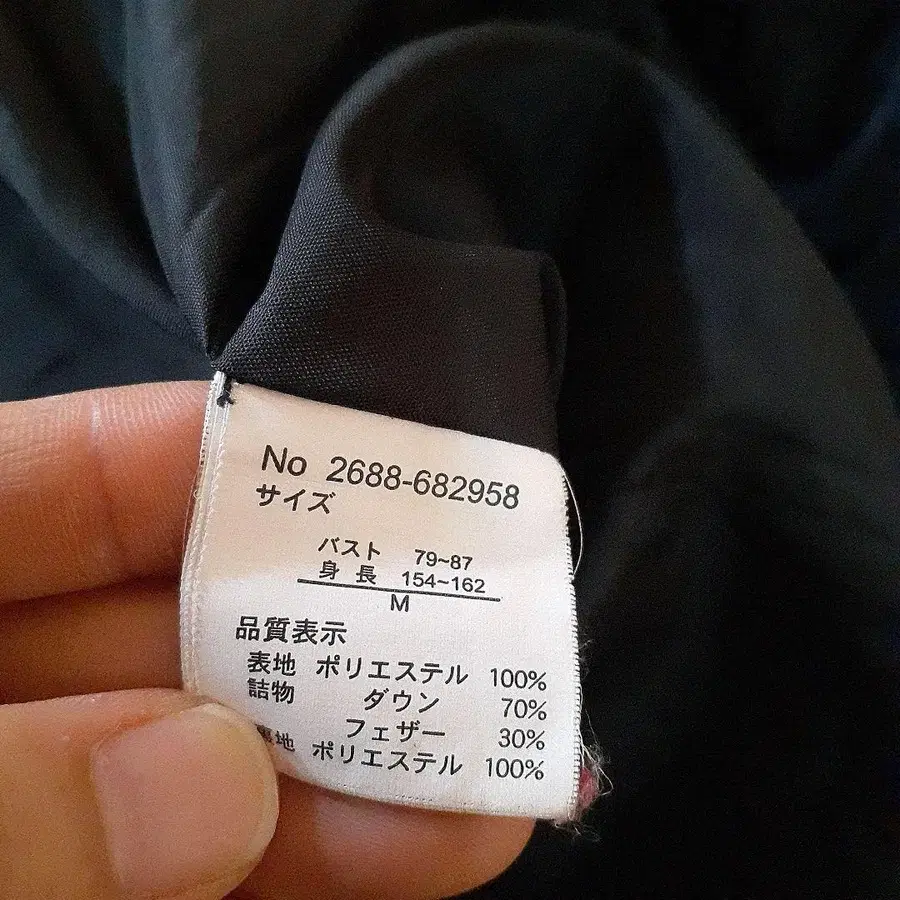 No 2688-682958
サイズ
バスト 79~87
身 長 154~162
M
品質表示
表地 ポリエステル 100%
詰物 ダウン 70%
フェザー 30%
裏地 ポリエステル 100%